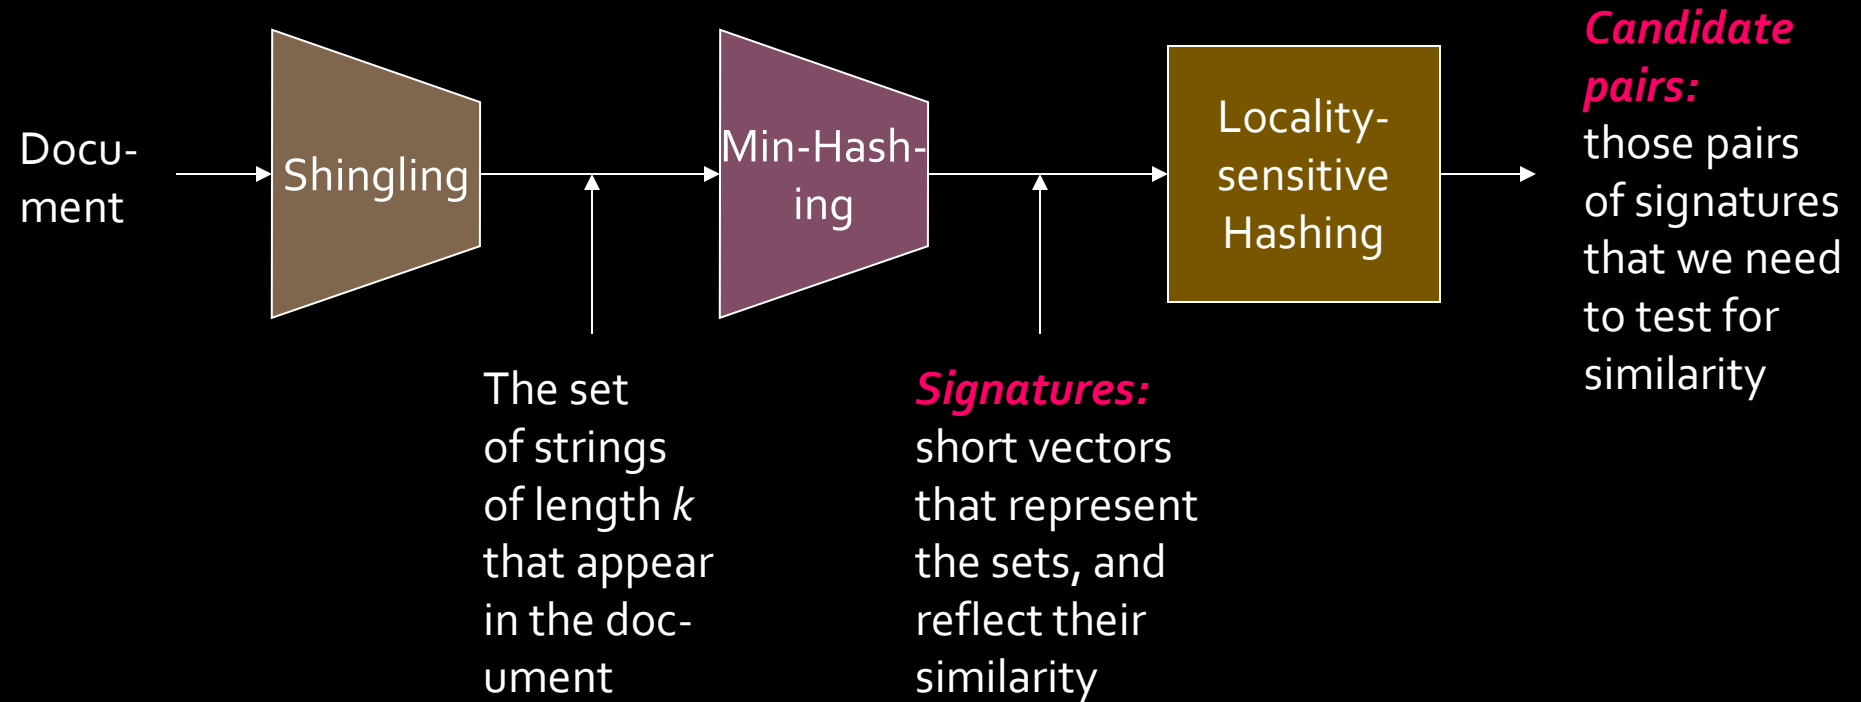 Docu-
ment
Shingling
The set
of strings
of length k
that appear
in the doc-
ument
Min-Hash-
ing
Signatures:
short vectors
that represent
the sets, and
reflect their
similarity
Locality-
sensitive
Hashing
Candidate
pairs:
those pairs
of signatures
that we need
to test for
similarity